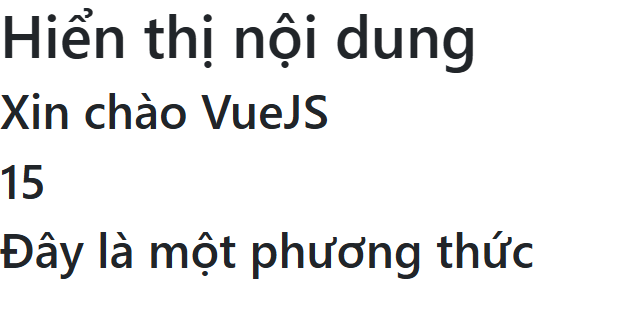 Hiển thị nội dung
Xin chào VueJS
15
Đây là một phương thức